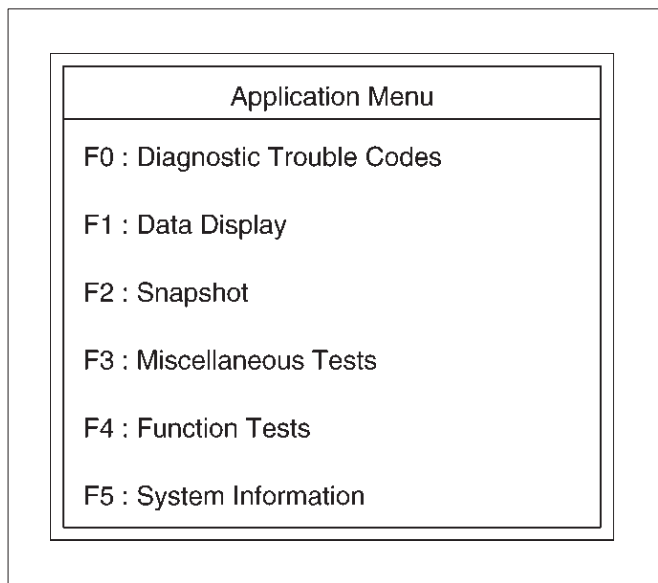 Application Menu
F0 : Diagnostic Trouble Codes
F1 : Data Display
F2 : Snapshot
F3 : Miscellaneous Tests
F4 : Function Tests
F5 : System Information